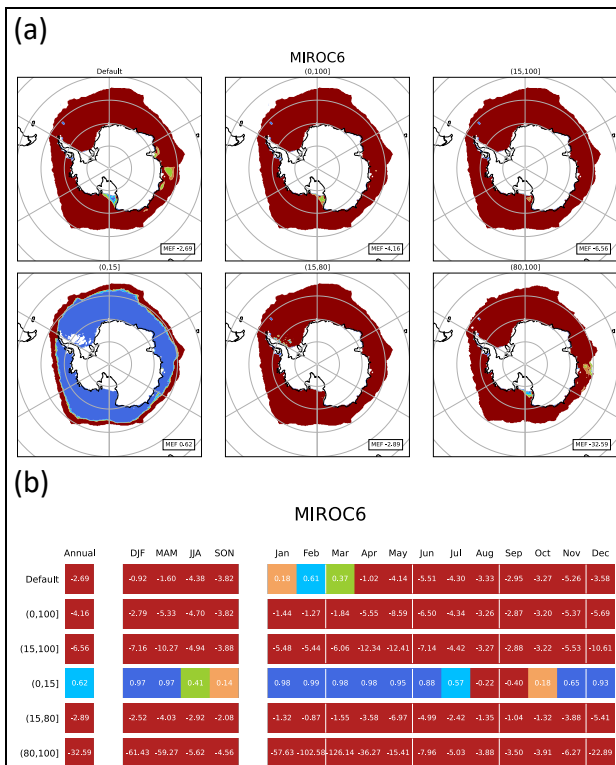 (a)
MIROC6
Default (0,100] (15,100]
MEF -2.69 MEF -4.16 MEF -6.56
(0,15] (15,80] (80,100]
MEF 0.62 MEF -2.89 MEF -32.59
(b)
MIROC6
Annual DJF MAM JJA SON Jan Feb Mar Apr May Jun Jul Aug Sep Oct Nov Dec
Default -2.69 -0.92 -1.60 -4.38 -3.82 0.18 0.61 0.37 -1.02 -4.14 -5.51 -4.30 -3.33 -2.95 -3.27 -5.26 -3.58
(0,100] -4.16 -2.79 -5.33 -4.70 -3.82 -1.44 -1.27 -1.84 -5.55 -8.59 -6.50 -4.34 -3.26 -2.87 -3.20 -5.37 -5.69
(15,100] -6.56 -7.16 -10.27 -4.94 -3.88 -5.48 -5.44 -6.06 -12.34 -12.41 -7.14 -4.42 -3.27 -2.88 -3.22 -5.53 -10.61
(0,15] 0.62 0.97 0.97 0.41 0.14 0.98 0.99 0.98 0.98 0.95 0.88 0.57 -0.22 -0.40 0.18 0.65 0.93
(15,80] -2.89 -2.52 -4.03 -2.92 -2.08 -1.32 -0.87 -1.55 -3.58 -6.97 -4.99 -2.42 -1.35 -1.04 -1.32 -3.88 -5.41
(80,100] -32.59 -61.43 -59.27 -5.62 -4.56 -57.63 -102.58 -126.14 -36.27 -15.41 -7.96 -5.03 -3.88 -3.50 -3.91 -6.27 -22.89